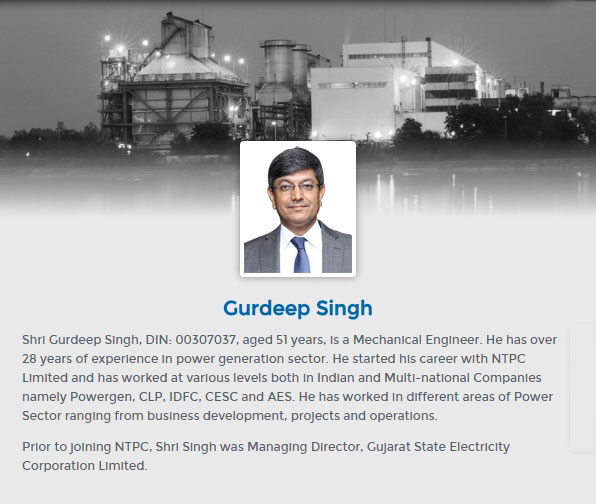 Gurdeep Singh
Shri Gurdeep Singh, DIN: 00307037, aged 51 years, is a Mechanical Engineer. He has over
28 years of experience in power generation sector. He started his career with NTPC
Limited and has worked at various levels both in Indian and Multi-national Companies
namely Powergen, CLP, IDFC, CESC and AES. He has worked in different areas of Power
Sector ranging from business development, projects and operations.
Prior to joining NTPC, Shri Singh was Managing Director, Gujarat State Electricity
Corporation Limited.